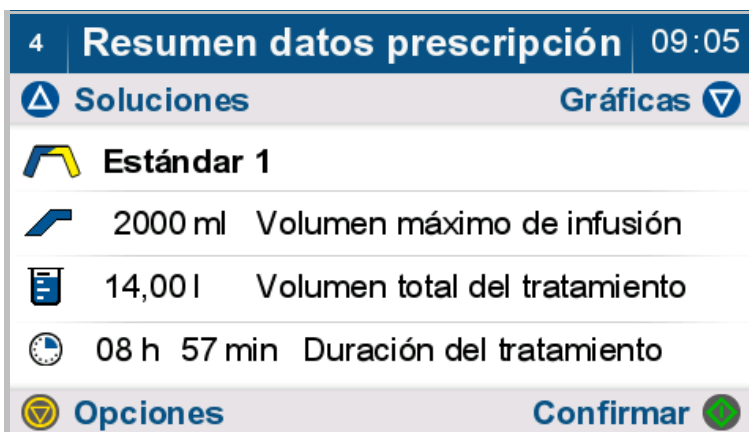 4 Resumen datos prescripción 09:05
Soluciones Gráficas
Estándar 1
2000 ml Volumen máximo de infusión
14,00 l Volumen total del tratamiento
08 h 57 min Duración del tratamiento
Opciones Confirmar